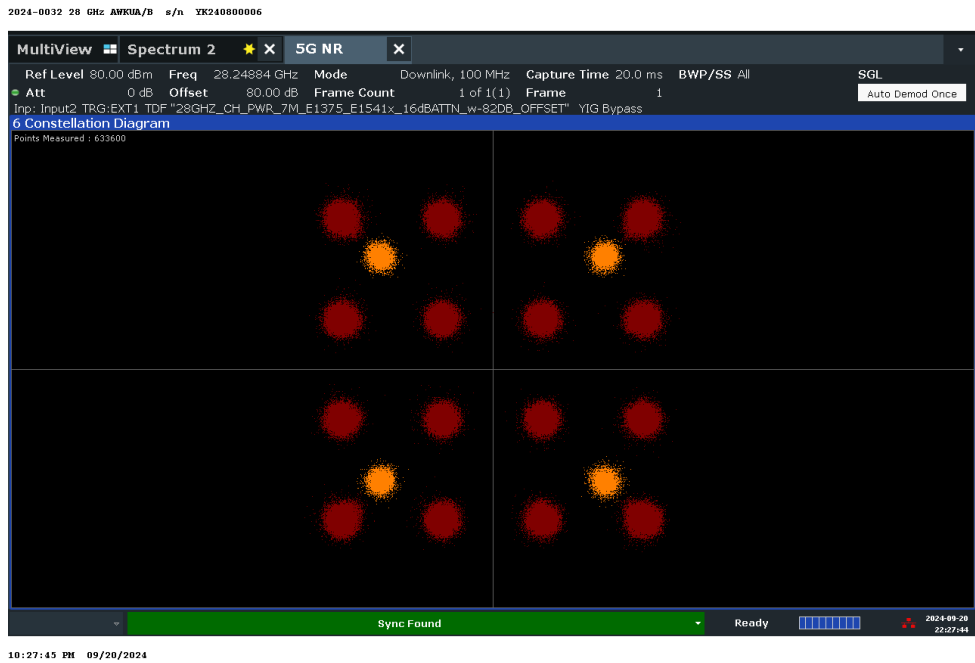 2024-0032 28 GHz AWKUA/B s/n YK240800006
MultiView Spectrum 2 5G NR
Ref Level 80.00 dBm Freq 28.24884 GHz Mode Downlink, 100 MHz Capture Time 20.0 ms BWP/SS All SGL
Att 0 dB Offset 80.00 dB Frame Count 1 of 1(1) Frame 1 Auto Demod Once
Inp: Input2 TRG:EXT1 TDF "28GHZ_CH_PWR_7M_E1375_E1541x_16dBATTN_w-82DB_OFFSET" YIG Bypass
6 Constellation Diagram
Points Measured : 633600
Sync Found Ready 2024-09-20
22:27:44
10:27:45 PM 09/20/2024